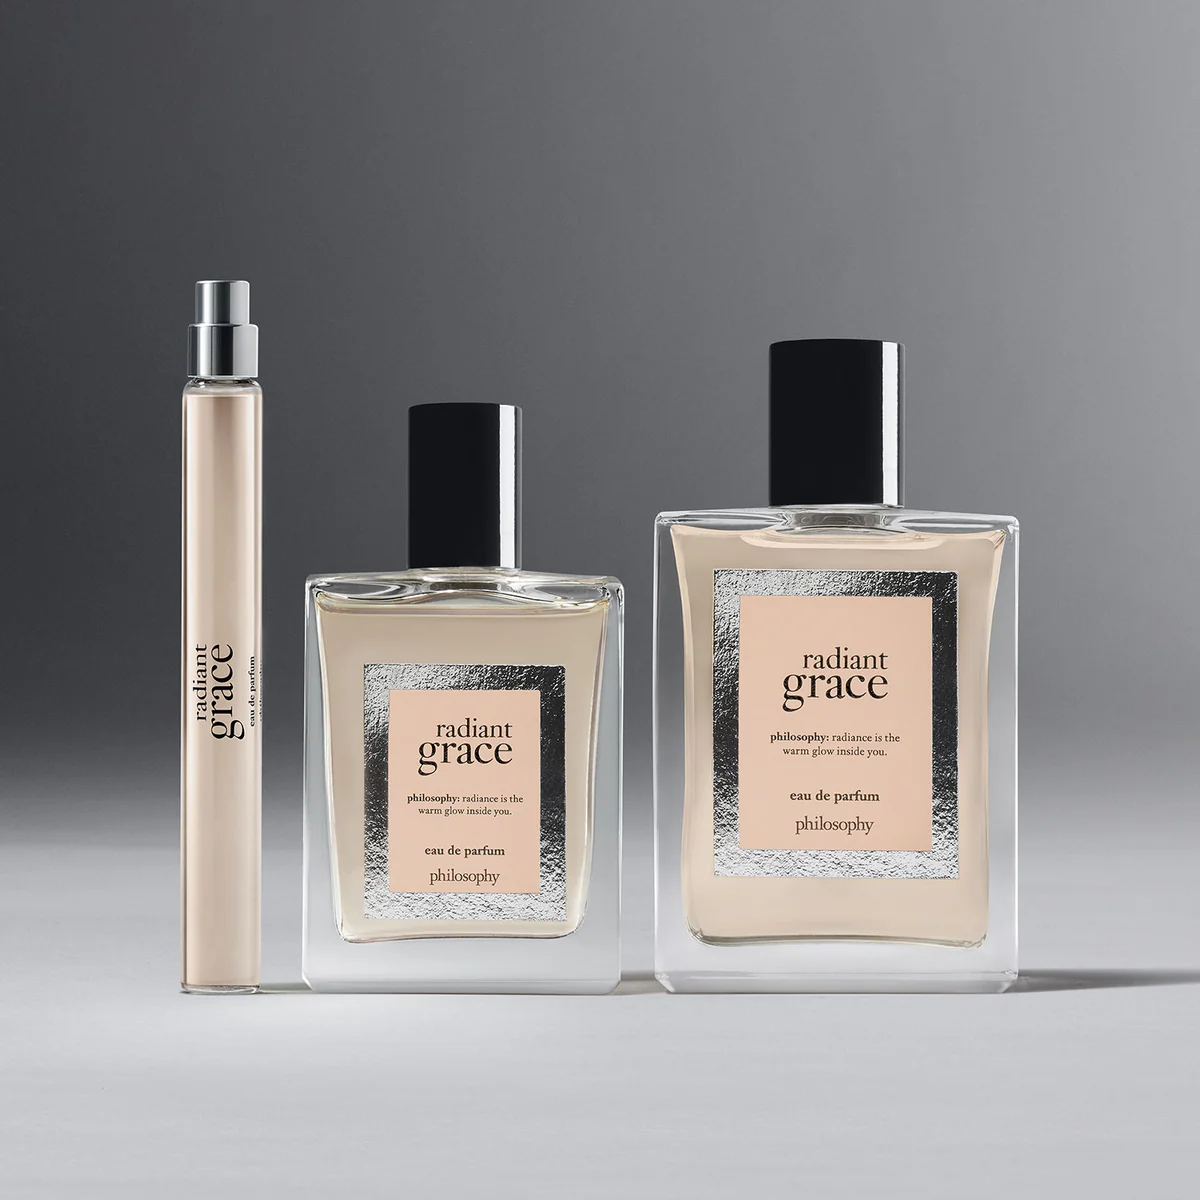 radiant
grace
eau de parfum
radiant
grace
philosophy: radiance is the
warm glow inside you.
eau de parfum
philosophy
radiant
grace
philosophy: radiance is the
warm glow inside you.
eau de parfum
philosophy